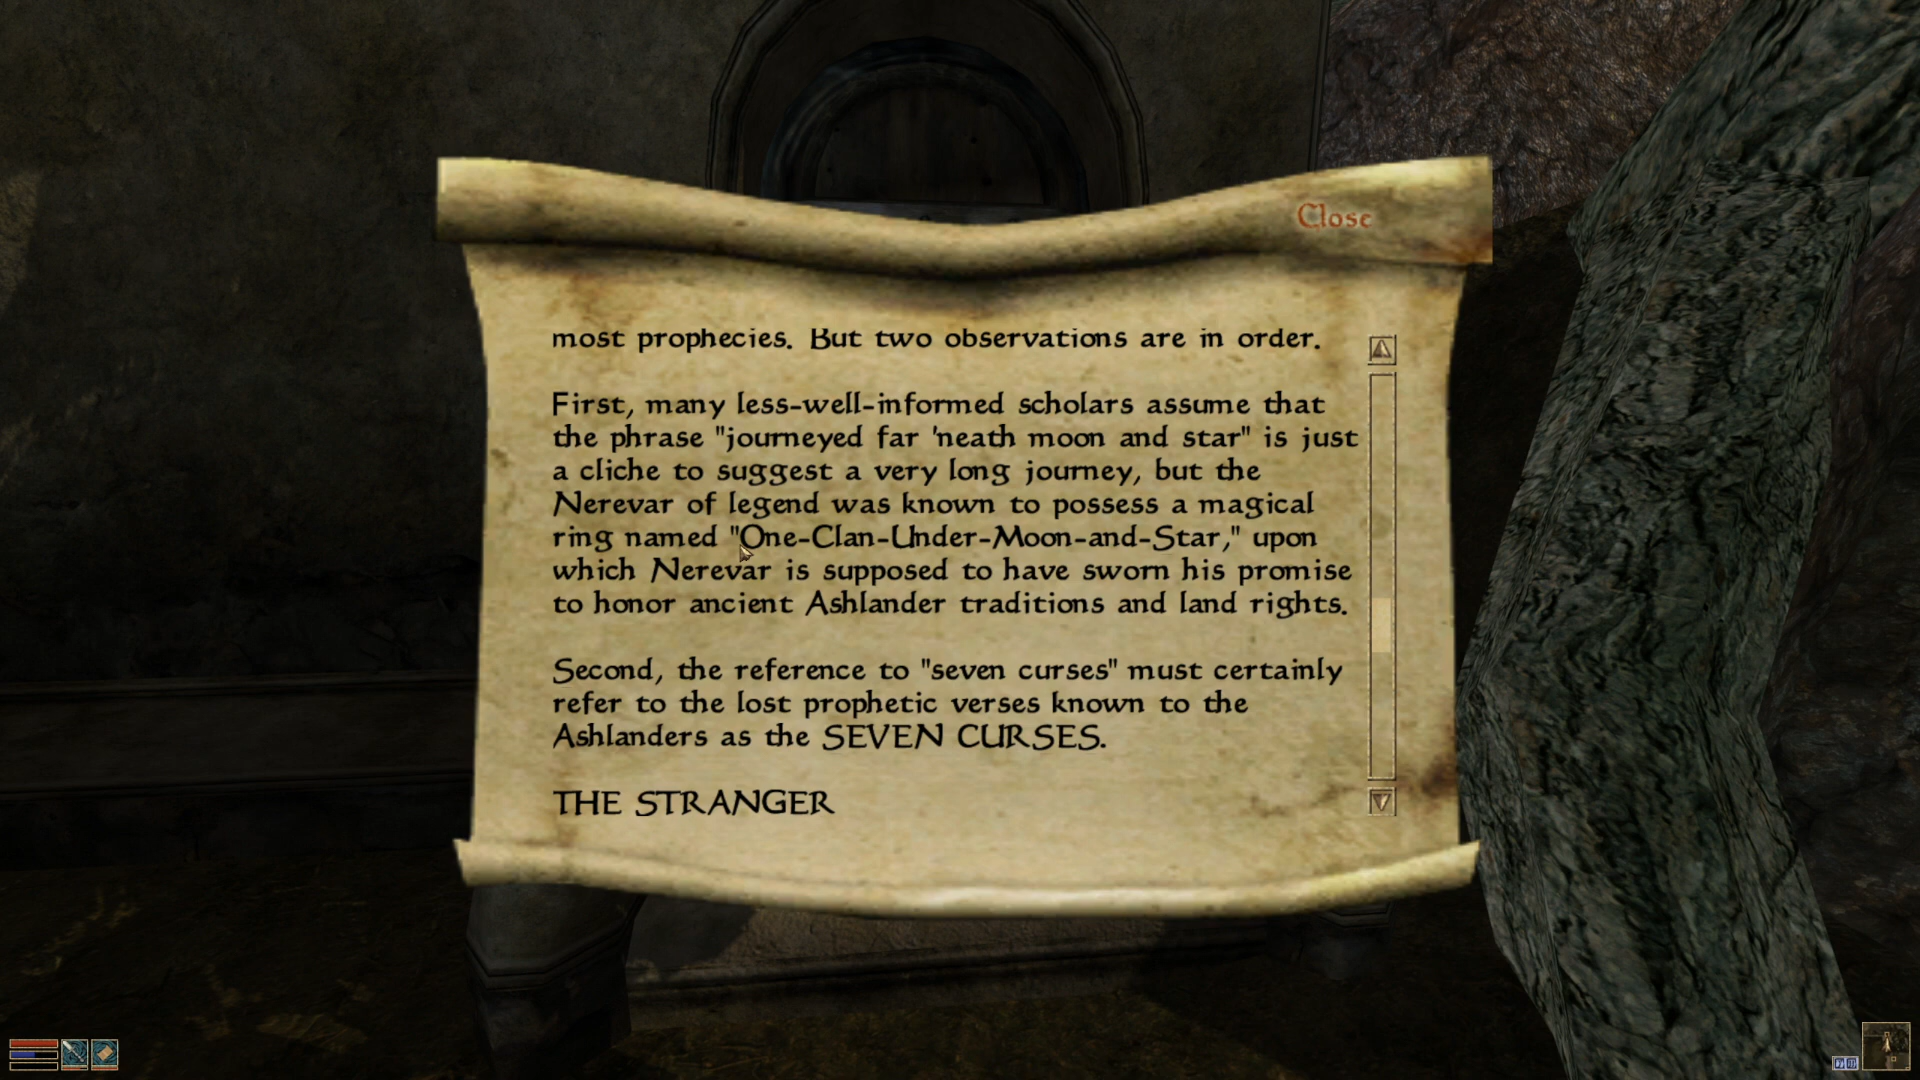 Close
most prophecies. But two observations are in order.
First, many less-well-informed scholars assume that
the phrase "journeyed far 'neath moon and star" is just
a cliche to suggest a very long journey, but the
Nerevar of legend was known to possess a magical
ring named "One-Clan-Under-Moon-and-Star," upon
which Nerevar is supposed to have sworn his promise
to honor ancient Ashlander traditions and land rights.
Second, the reference to "seven curses" must certainly
refer to the lost prophetic verses known to the
Ashlanders as the SEVEN CURSES.
THE STRANGER